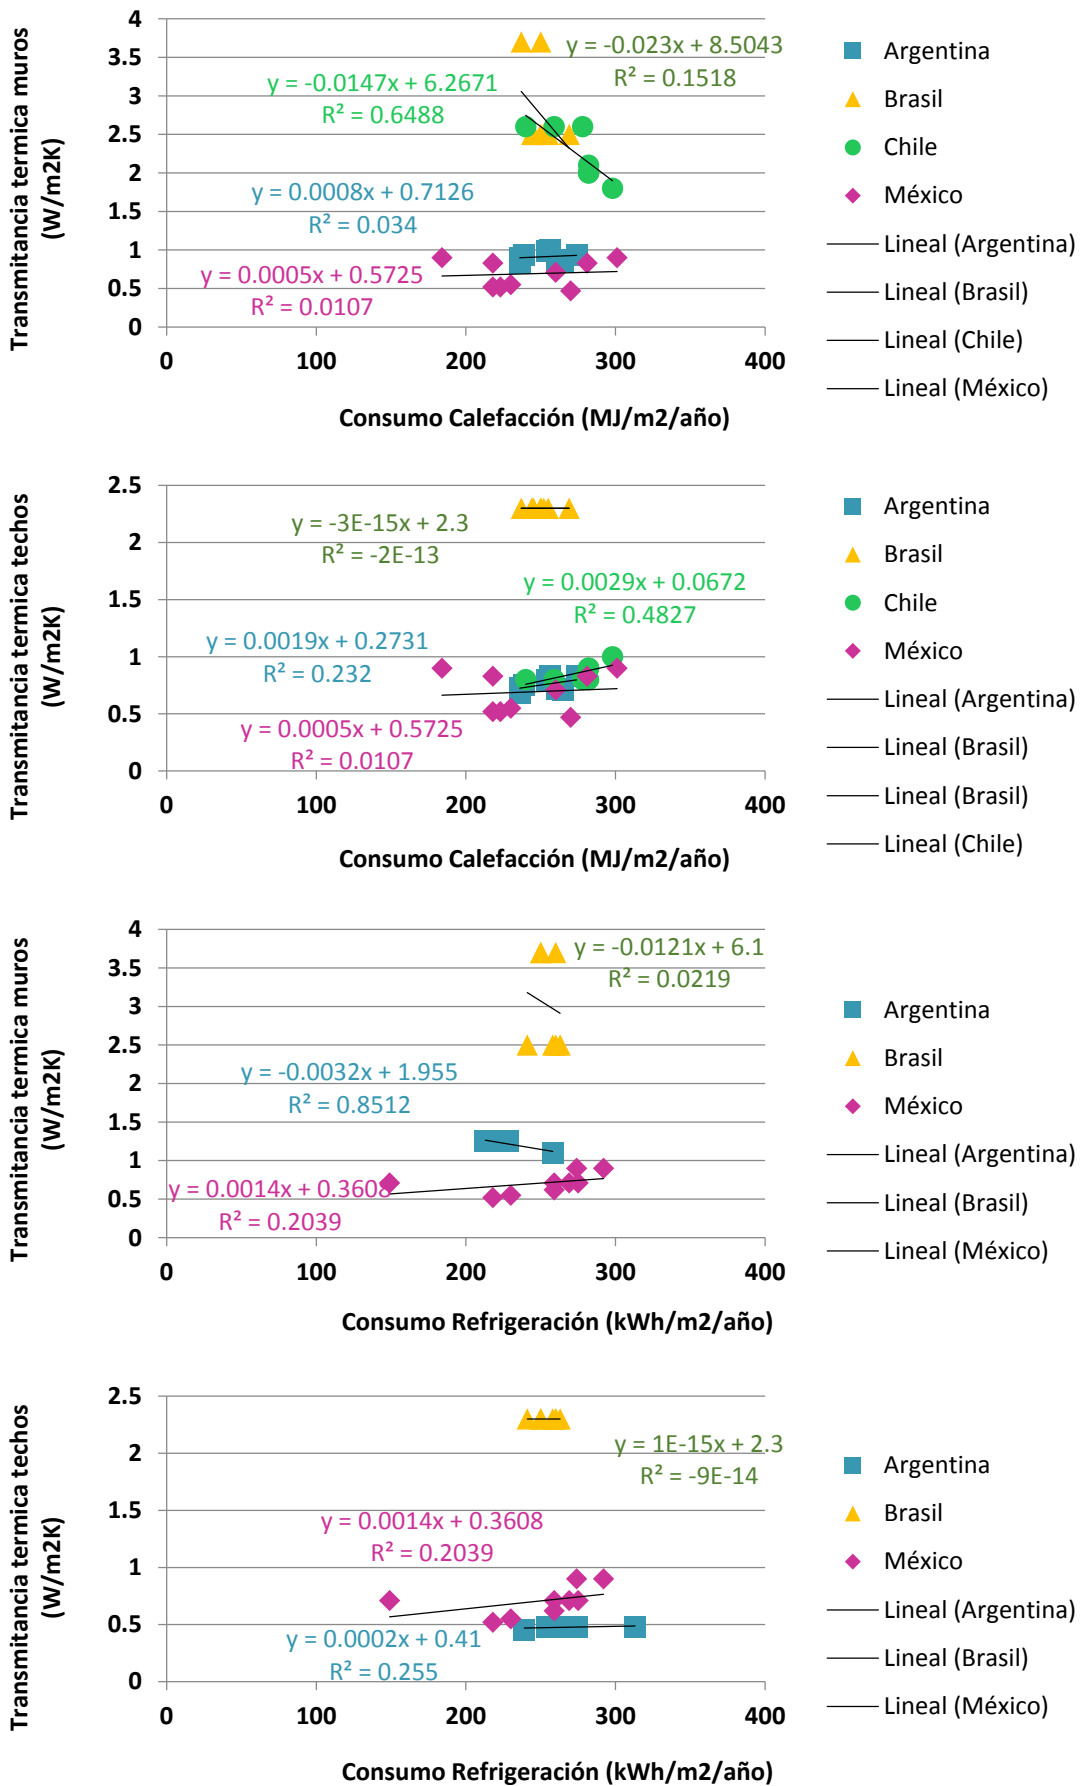 Transmitancia termica muros
(W/m2K)
4
3.5
3
2.5
2
1.5
1
0.5
0
0
100
200
300
400
y = -0.023x + 8.5043
R² = 0.1518
y = -0.0147x + 6.2671
R² = 0.6488
y = 0.0008x + 0.7126
R² = 0.034
y = 0.0005x + 0.5725
R² = 0.0107
Consumo Calefacción (MJ/m2/año)
Argentina
Brasil
Chile
México
Lineal (Argentina)
Lineal (Brasil)
Lineal (Chile)
Lineal (México)
Transmitancia termica techos
(W/m2K)
2.5
2
1.5
1
0.5
0
0
100
200
300
400
y = -3E-15x + 2.3
R² = -2E-13
y = 0.0029x + 0.0672
R² = 0.4827
y = 0.0019x + 0.2731
R² = 0.232
y = 0.0005x + 0.5725
R² = 0.0107
Consumo Calefacción (MJ/m2/año)
Argentina
Brasil
Chile
México
Lineal (Argentina)
Lineal (Brasil)
Lineal (Brasil)
Lineal (Chile)
Transmitancia termica muros
(W/m2K)
4
3.5
3
2.5
2
1.5
1
0.5
0
0
100
200
300
400
y = -0.0121x + 6.1
R² = 0.0219
y = -0.0032x + 1.955
R² = 0.8512
y = 0.0014x + 0.3608
R² = 0.2039
Consumo Refrigeración (kWh/m2/año)
Argentina
Brasil
México
Lineal (Argentina)
Lineal (Brasil)
Lineal (México)
Transmitancia termica techos
(W/m2K)
2.5
2
1.5
1
0.5
0
0
100
200
300
400
y = 1E-15x + 2.3
R² = -9E-14
y = 0.0014x + 0.3608
R² = 0.2039
y = 0.0002x + 0.41
R² = 0.255
Consumo Refrigeración (kWh/m2/año)
Argentina
Brasil
México
Lineal (Argentina)
Lineal (Brasil)
Lineal (México)